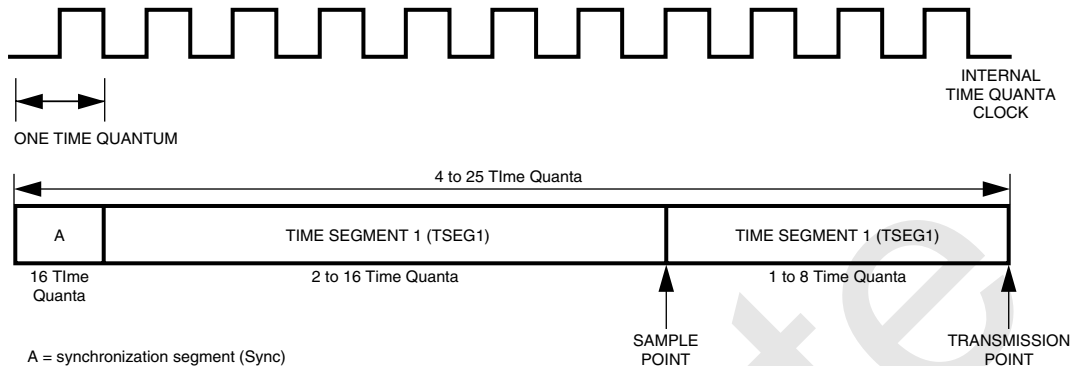 INTERNAL
TIME QUANTA
CLOCK
ONE TIME QUANTUM
4 to 25 TIme Quanta
A
TIME SEGMENT 1 (TSEG1)
TIME SEGMENT 1 (TSEG1)
16 TIme
Quanta
2 to 16 Time Quanta
1 to 8 Time Quanta
A = synchronization segment (Sync)
SAMPLE
POINT
TRANSMISSION
POINT